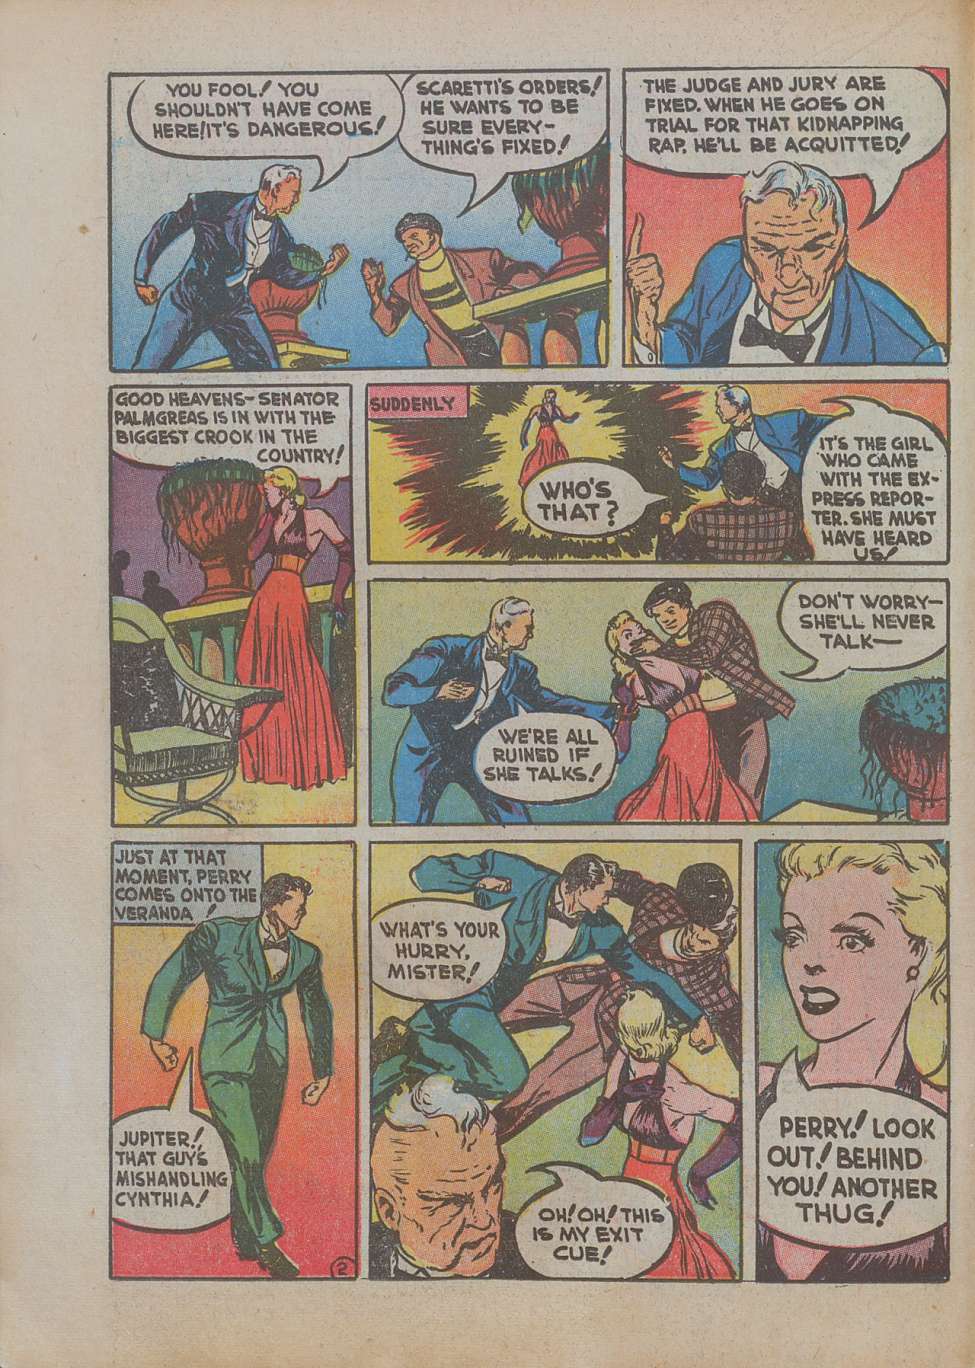 YOU FOOL! YOU
SHOULDN'T HAVE COME
HERE! IT'S DANGEROUS!
SCARETTI'S ORDERS!
HE WANTS TO BE
SURE EVERY-
THING'S FIXED!
THE JUDGE AND JURY ARE
FIXED. WHEN HE GOES ON
TRIAL FOR THAT KIDNAPPING
RAP, HE'LL BE ACQUITTED!
GOOD HEAVENS- SENATOR
PALMGREAS IS IN WITH THE
BIGGEST CROOK IN THE
COUNTRY!
SUDDENLY
WHO'S
THAT?
IT'S THE GIRL
WHO CAME
WITH THE EX-
PRESS REPOR-
TER. SHE MUST
HAVE HEARD
US!
WE'RE ALL
RUINED IF
SHE TALKS!
DON'T WORRY-
SHE'LL NEVER
TALK-
JUST AT THAT
MOMENT, PERRY
COMES ONTO THE
VERANDA!
JUPITER!!
THAT GUY'S
MISHANDLING
CYNTHIA!
2
WHAT'S YOUR
HURRY,
MISTER!
OH! OH! THIS
IS MY EXIT
CUE!
PERRY! LOOK
OUT! BEHIND
YOU! ANOTHER
THUG!